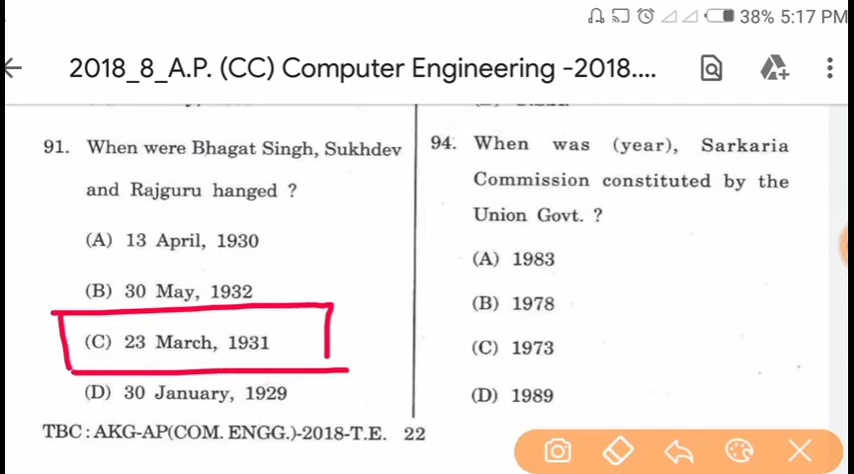 38% 5:17 PM
2018_8_A.P. (CC) Computer Engineering -2018....
91. When were Bhagat Singh, Sukhdev
and Rajguru hanged ?
(A) 13 April, 1930
(B) 30 May, 1932
(C) 23 March, 1931
(D) 30 January, 1929
TBC : AKG-AP(COM. ENGG.)-2018-T.E. 22
94. When was (year), Sarkaria
Commission constituted by the
Union Govt. ?
(A) 1983
(B) 1978
(C) 1973
(D) 1989